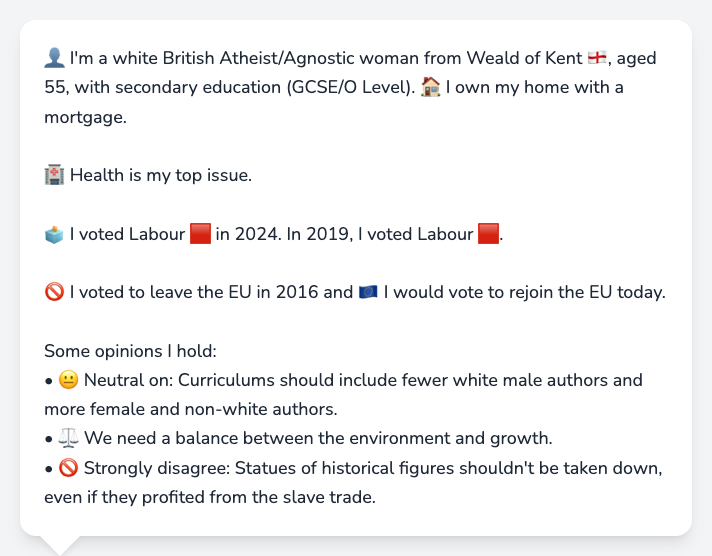 👤 I'm a white British Atheist/Agnostic woman from Weald of Kent 🏴󠁧󠁢󠁥󠁮󠁧󠁿, aged
55, with secondary education (GCSE/O Level). 🏠 I own my home with a
mortgage.
🏥 Health is my top issue.
🗳️ I voted Labour 🟥 in 2024. In 2019, I voted Labour 🟥.
🚫 I voted to leave the EU in 2016 and 🇪🇺 I would vote to rejoin the EU today.
Some opinions I hold:
• 😐 Neutral on: Curriculums should include fewer white male authors and
more female and non-white authors.
• ⚖️ We need a balance between the environment and growth.
• 🚫 Strongly disagree: Statues of historical figures shouldn't be taken down,
even if they profited from the slave trade.